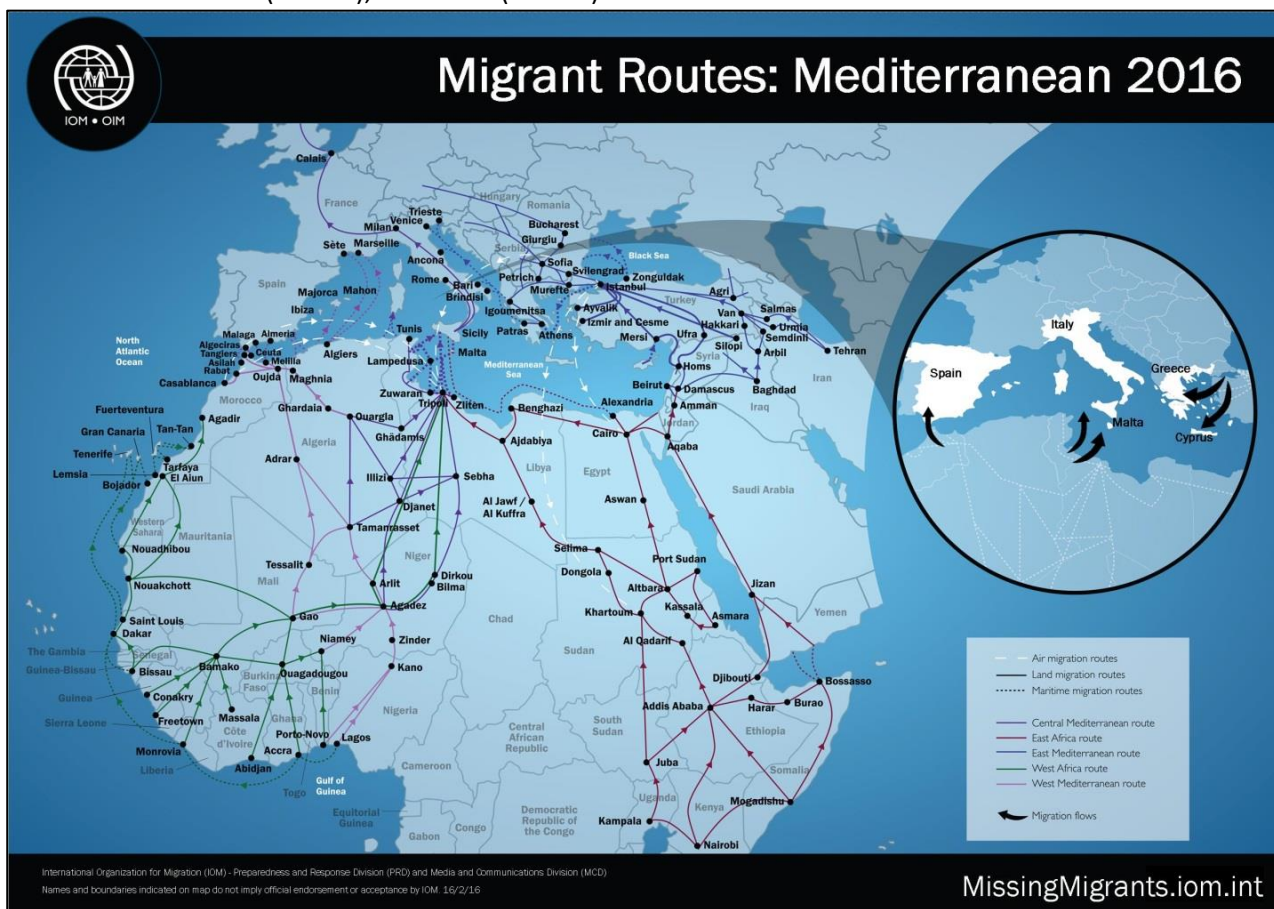 IOM • OIM
Migrant Routes: Mediterranean 2016
Calais
France
Hungary
Romania
Trieste
Venice
Milan
Bucharest
Giurgiu
Sète
Marseille
Serbia
Black Sea
Ancona
Sofia
Svilengrad
Zonguldak
Spain
Rome
Bari
Petrich
Murefte
Istanbul
Agri
Majorca
Mahon
Brindisi
Igoumenitsa
Ayvalik
Turkey
Van
Salmas
Ibiza
Tunis
Sicily
Patras
Athens
Izmir and Cesme
Hakkari
Urmia
Semdinli
Malaga
Almeria
Mersi
Ufra
Silopi
North
Atlantic
Ocean
Algeciras
Tangiers
Ceuta
Algiers
Lampedusa
Malta
Syria
Arbil
Tehran
Asilah
Melilla
Mediterranean
Sea
Homs
Rabat
Oujda
Maghnia
Beirut
Damascus
Baghdad
Iran
Casablanca
Zuwaran
Tripoli
Zliten
Benghazi
Alexandria
Amman
Iraq
Morocco
Fuerteventura
Agadir
Ghardaia
Ouargla
Jordan
Gran Canaria
Tan-Tan
Algeria
Ghădamis
Ajdabiya
Cairo
Aqaba
Tenerife
Adrar
Libya
Egypt
Lemsia
Tarfaya
El Aiun
Illizi
Sebha
Saudi Arabia
Bojador
Djanet
Al Jawf /
Al Kuffra
Aswan
Western
Sahara
Mauritania
Tamanrasset
Nouadhibou
Niger
Selima
Port Sudan
Tessalit
Dongola
Nouakchott
Mali
Arlit
Dirkou
Bilma
Altbara
Jizan
Agadez
Khartoum
Kassala
Asmara
Yemen
Saint Louis
Gao
Chad
Dakar
Niamey
Zinder
Al Qadarif
The Gambia
Senegal
Sudan
Guinea-Bissau
Bissau
Bamako
Ouagadougou
Kano
Djibouti
Bossasso
Guinea
Burkina
Faso
Benin
Conakry
Addis Ababa
Harar
Burao
Sierra Leone
Freetown
Massala
Ghana
Nigeria
South
Sudan
Ethiopia
Côte
d'Ivoire
Porto-Novo
Lagos
Central
African
Republic
Monrovia
Accra
Liberia
Abidjan
Gulf of
Guinea
Cameroon
Juba
Somalia
Togo
Equitorial
Guinea
Uganda
Kenya
Mogadishu
Gabon
Congo
Democratic
Republic of
the Congo
Kampala
Nairobi
Italy
Spain
Greece
Malta
Cyprus
Air migration routes
Land migration routes
Maritime migration routes
Central Mediterranean route
East Africa route
East Mediterranean route
West Africa route
West Mediterranean route
Migration flows
International Organization for Migration (IOM) - Preparedness and Response Division (PRD) and Media and Communications Division (MCD)
Names and boundaries indicated on map do not imply official endorsement or acceptance by IOM. 16/2/16
MissingMigrants.iom.int